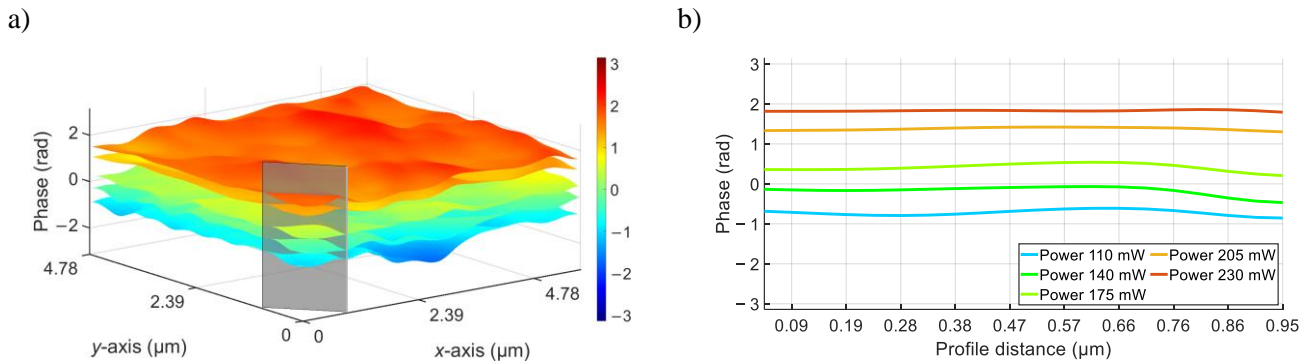 a)
3
2
1
0
−1
−2
−3
2
0
−2
Phase (rad)
4.78
2.39
0
0
2.39
4.78
y-axis (µm)
x-axis (µm)
b)
3
2
1
0
−1
−2
−3
Phase (rad)
Power 110 mW Power 205 mW
Power 140 mW Power 230 mW
Power 175 mW
0.09 0.19 0.28 0.38 0.47 0.57 0.66 0.76 0.86 0.95
Profile distance (µm)